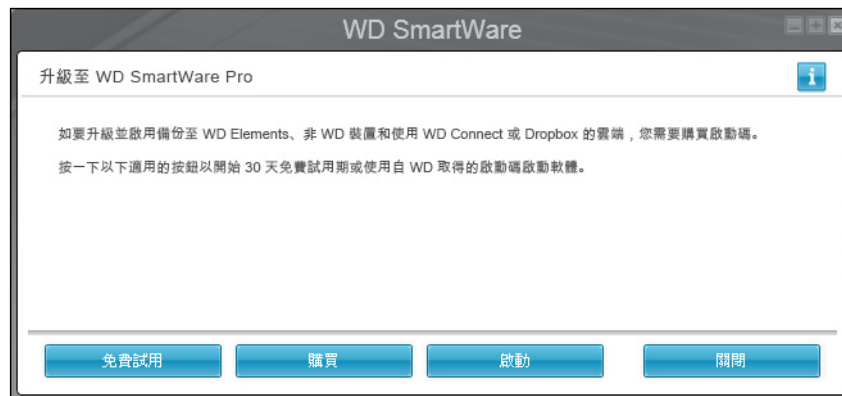 WD SmartWare
升級至 WD SmartWare Pro
如要升級並啟用備份至 WD Elements、非 WD 裝置和使用 WD Connect 或 Dropbox 的雲端，您需要購買啟動碼。
按一下以下適用的按鈕以開始 30 天免費試用期或使用自 WD 取得的啟動碼啟動軟體。
免費試用 購買 啟動 關閉